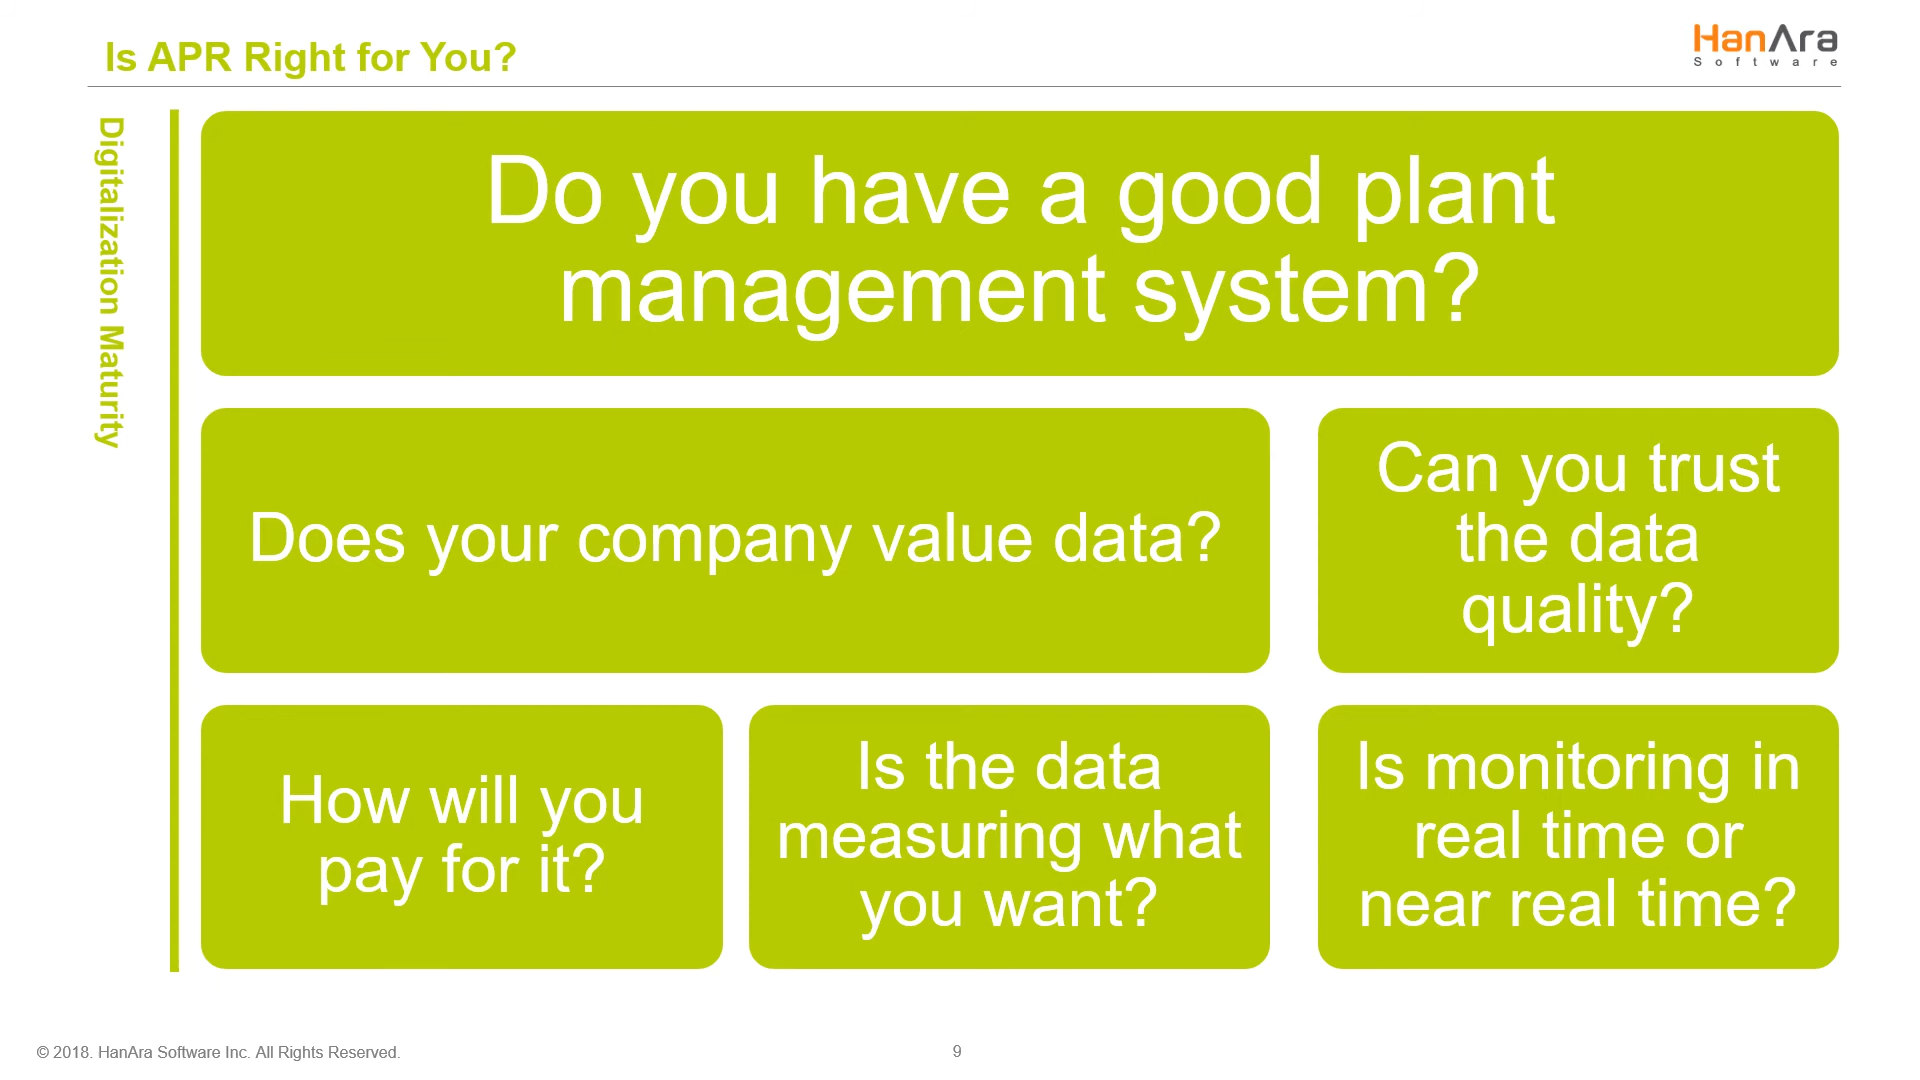 Is APR Right for You?
HanAra
Software
Digitalization Maturity
Do you have a good plant
management system?
Does your company value data?
Can you trust
the data
quality?
How will you
pay for it?
Is the data
measuring what
you want?
Is monitoring in
real time or
near real time?
© 2018. HanAra Software Inc. All Rights Reserved.
9